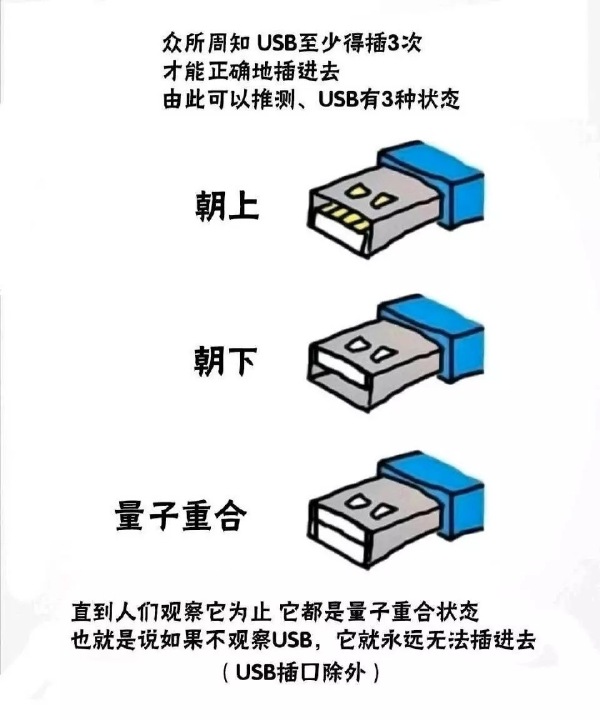 众所周知 USB至少得插3次
才能正确地插进去
由此可以推测、USB有3种状态
朝上
朝下
量子重合
直到人们观察它为止 它都是量子重合状态
也就是说如果不观察USB，它就永远无法插进去
（USB插口除外）